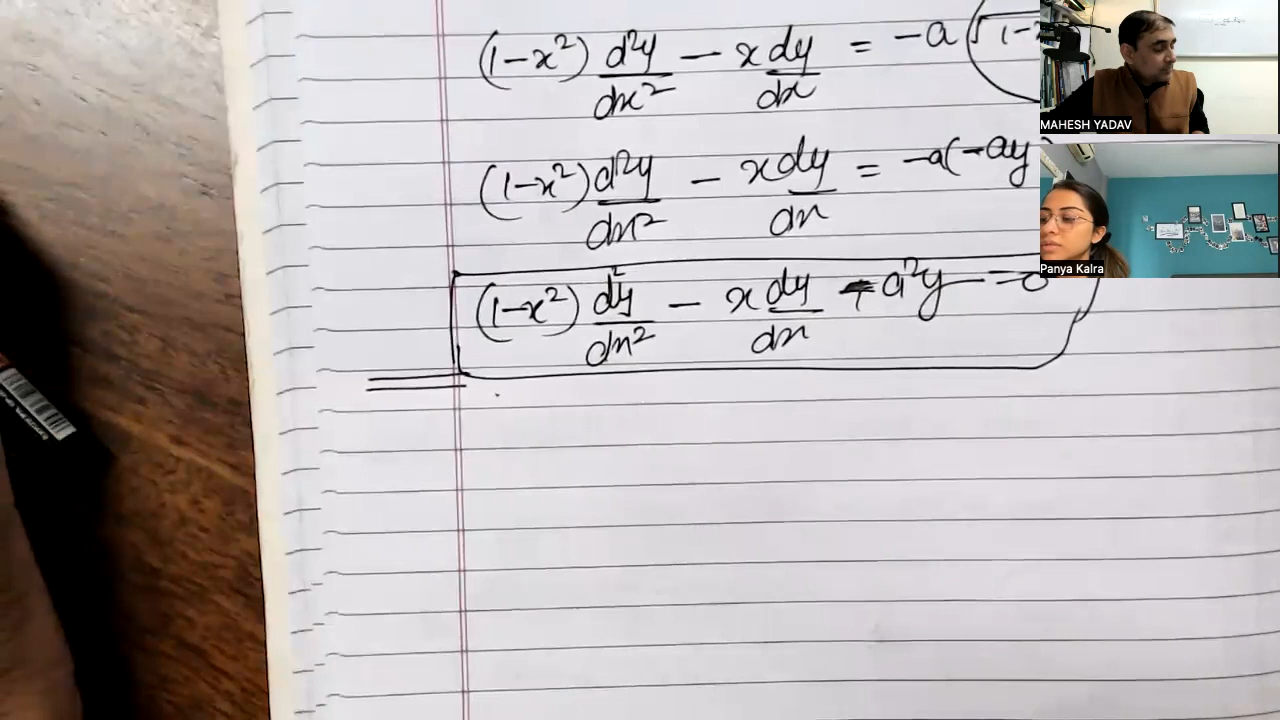 (1-x²) d²y/dx² - x dy/dx = -a (√1-
(1-x²) d²y/dx² - x dy/dx = -a(-ay
(1-x²) d²y/dx² - x dy/dx - a²y = 0
MAHESH YADAV
Panya Kalra